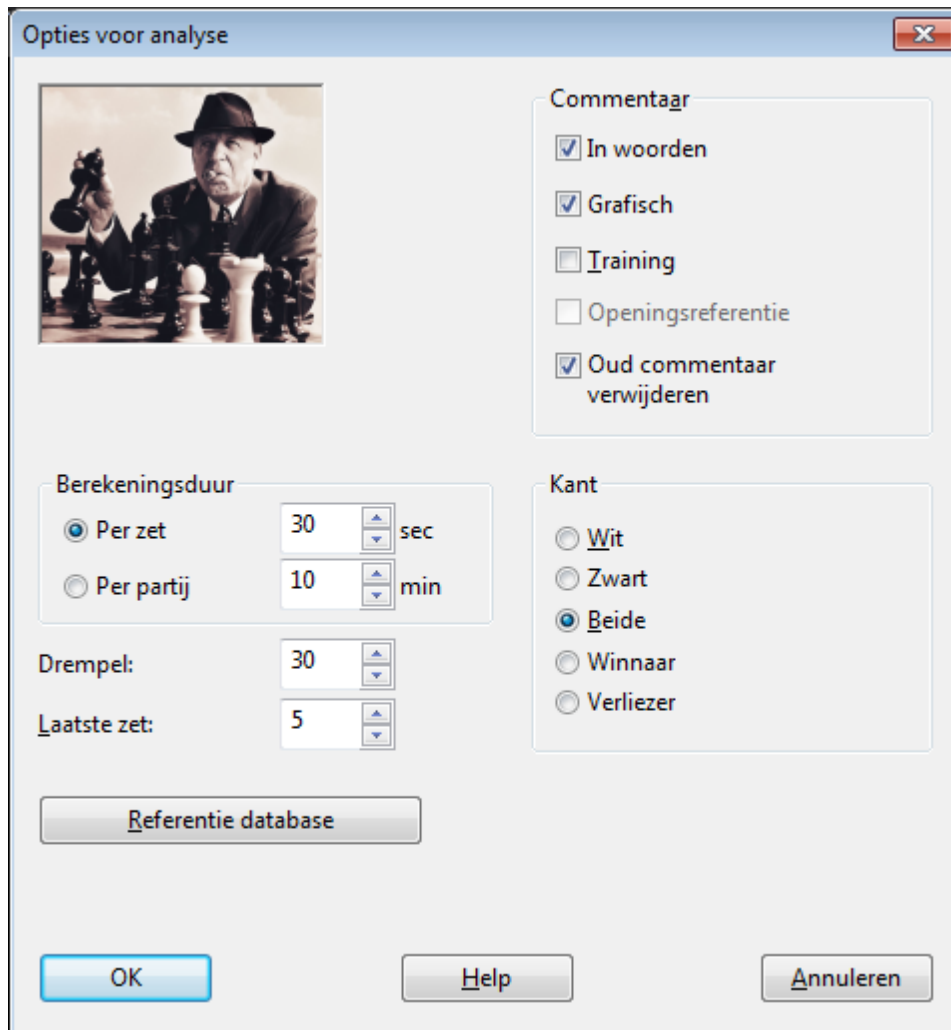 Opties voor analyse
Commentaar
In woorden
Grafisch
Training
Openingsreferentie
Oud commentaar
verwijderen
Berekeningsduur
Per zet 30 sec
Per partij 10 min
Drempel: 30
Laatste zet: 5
Kant
Wit
Zwart
Beide
Winnaar
Verliezer
Referentie database
OK Help Annuleren